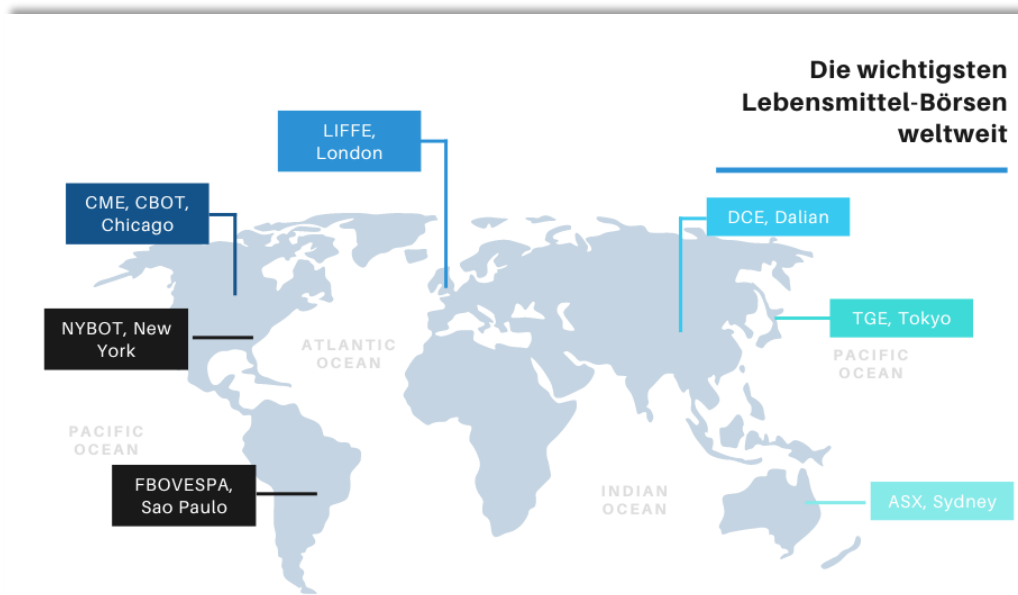 Die wichtigsten
Lebensmittel-Börsen
weltweit
LIFFE,
London
CME, CBOT,
Chicago
DCE, Dalian
NYBOT, New
York
TGE, Tokyo
ATLANTIC
OCEAN
PACIFIC
OCEAN
PACIFIC
OCEAN
FBOVESPA,
Sao Paulo
INDIAN
OCEAN
ASX, Sydney